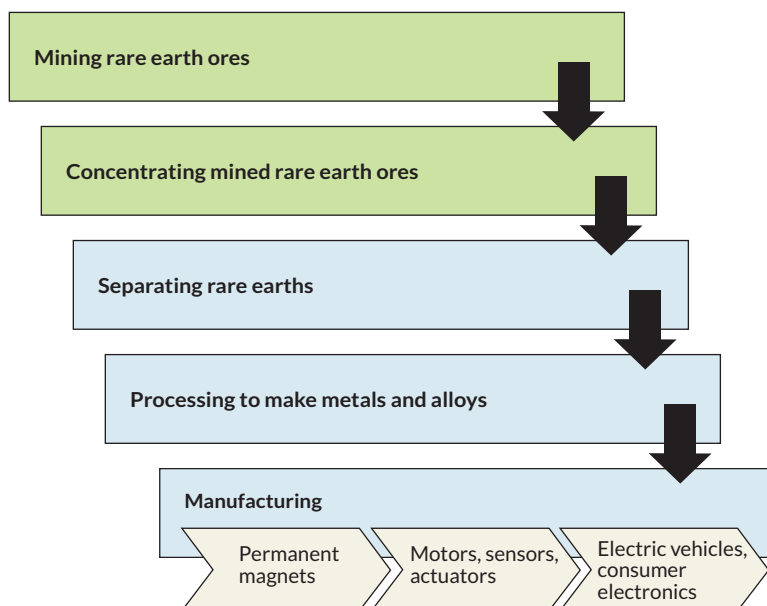 Mining rare earth ores
Concentrating mined rare earth ores
Separating rare earths
Processing to make metals and alloys
Manufacturing
Permanent
magnets
Motors, sensors,
actuators
Electric vehicles,
consumer
electronics